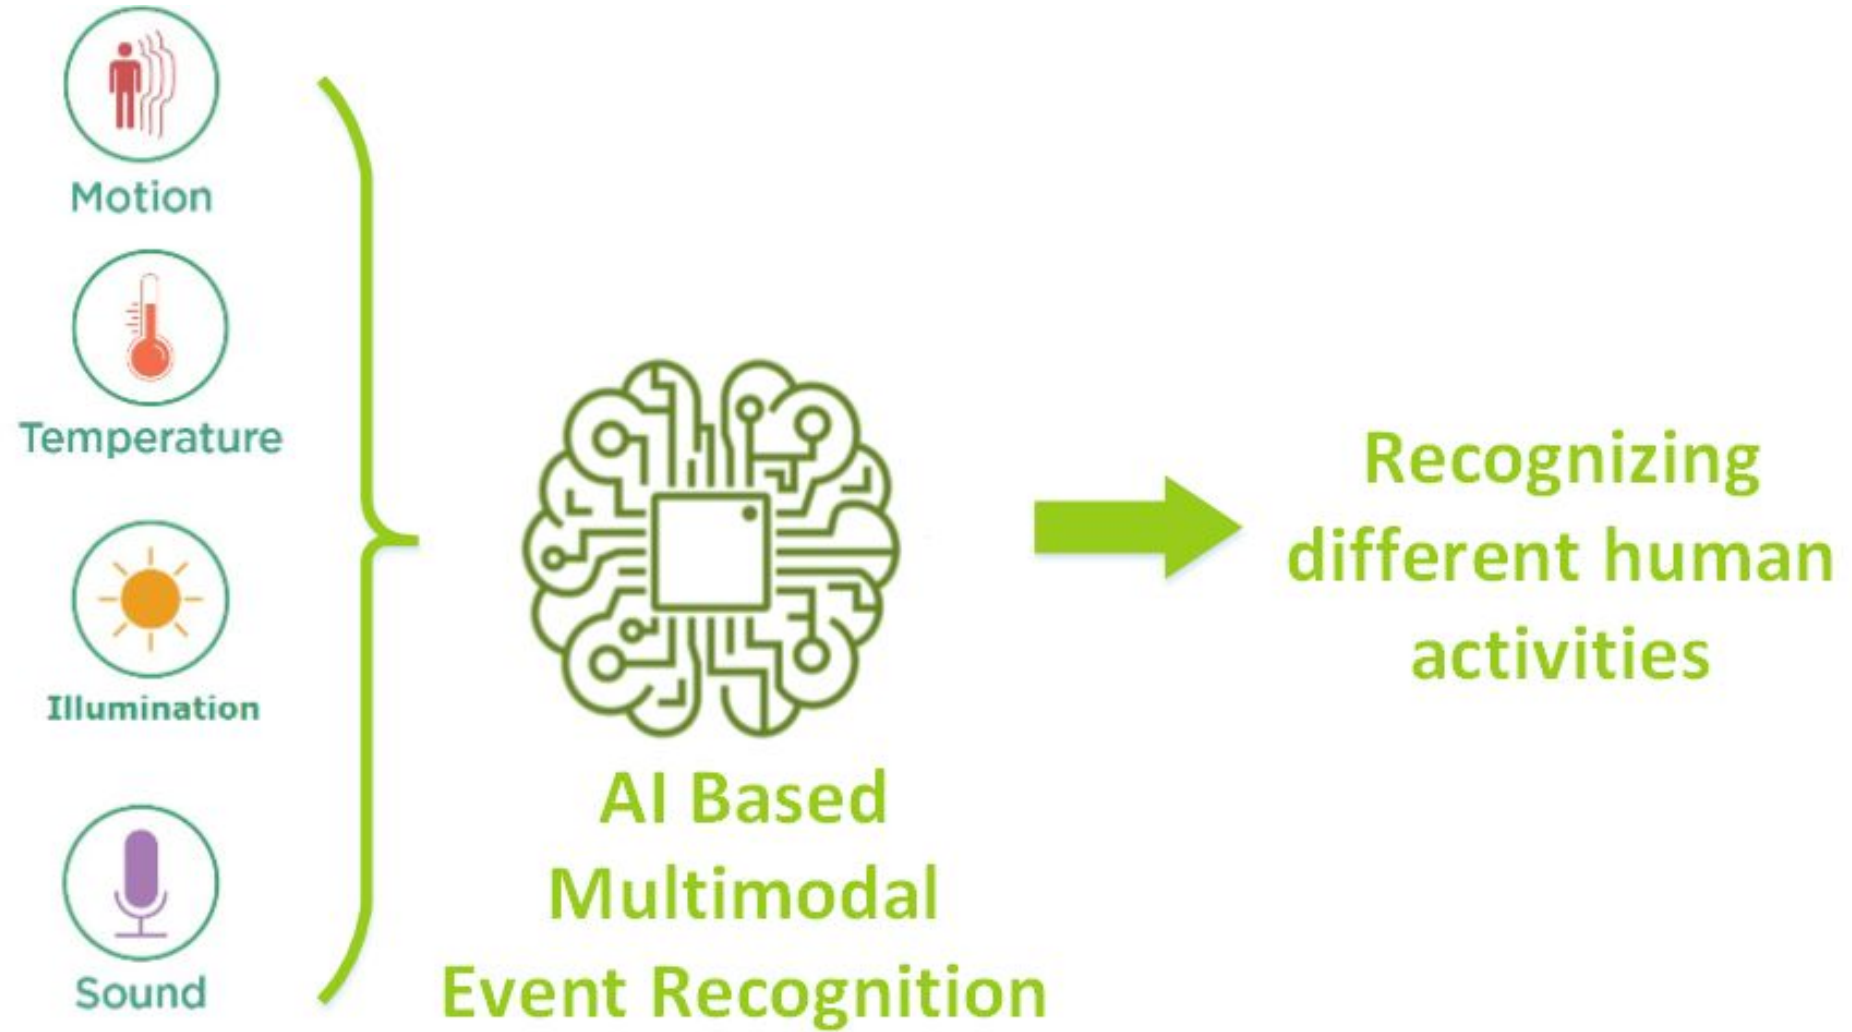 Motion
Temperature
Illumination
Sound
AI Based
Multimodal
Event Recognition
Recognizing
different human
activities